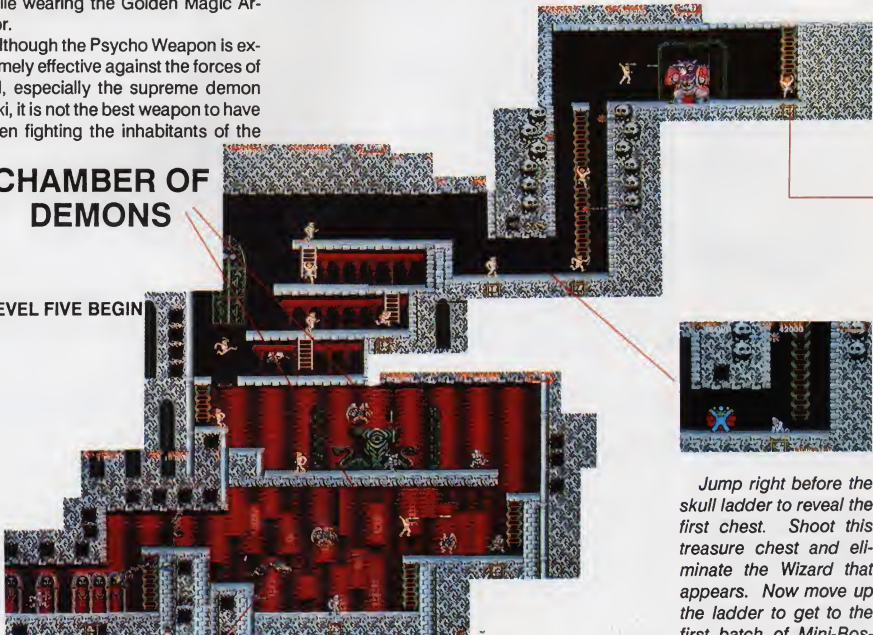 ile wearing the Golden Magic Ar-
or.
lthough the Psycho Weapon is ex-
mely effective against the forces of
l, especially the supreme demon
ki, it is not the best weapon to have
en fighting the inhabitants of the
CHAMBER OF
DEMONS
EVEL FIVE BEGIN
42000
Jump right before the
skull ladder to reveal the
first chest. Shoot this
treasure chest and eli-
minate the Wizard that
appears. Now move up
the ladder to get to the
first batch of Mini-Bos-